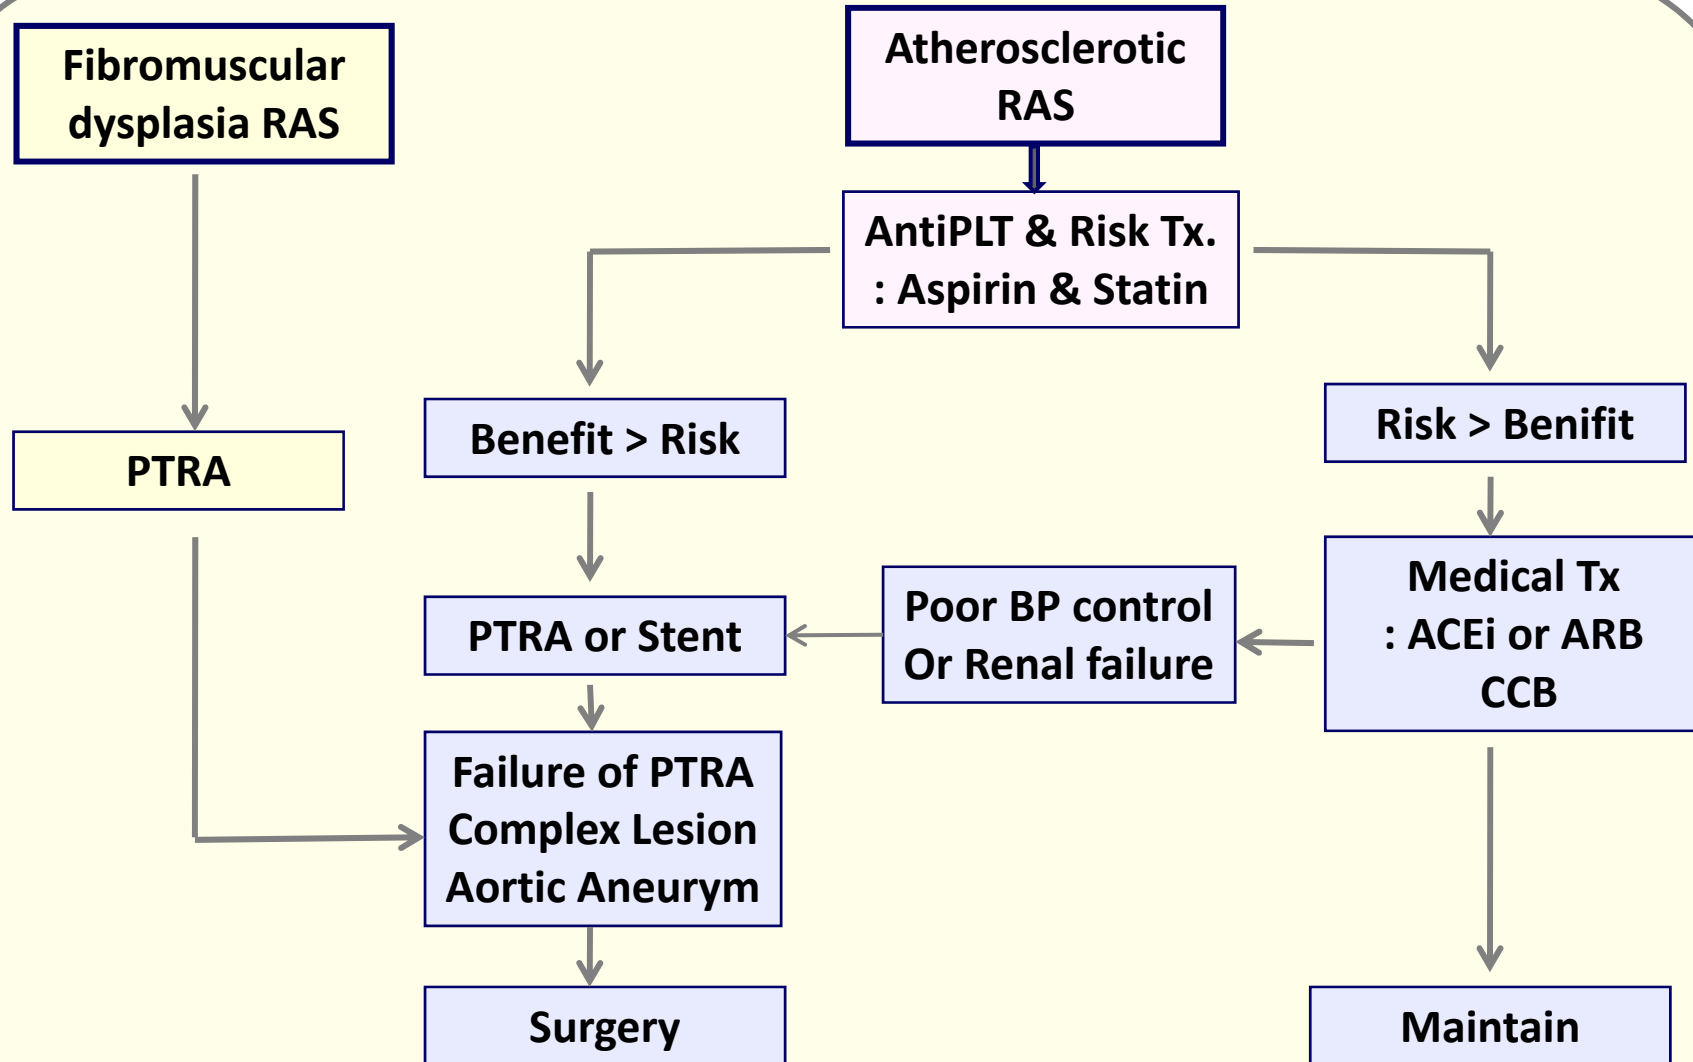 Fibromuscular
dysplasia RAS
Atherosclerotic
RAS
AntiPLT & Risk Tx.
: Aspirin & Statin
Benefit > Risk
Risk > Benifit
PTRA
PTRA or Stent
Poor BP control
Or Renal failure
Medical Tx
: ACEi or ARB
CCB
Failure of PTRA
Complex Lesion
Aortic Aneurym
Surgery
Maintain